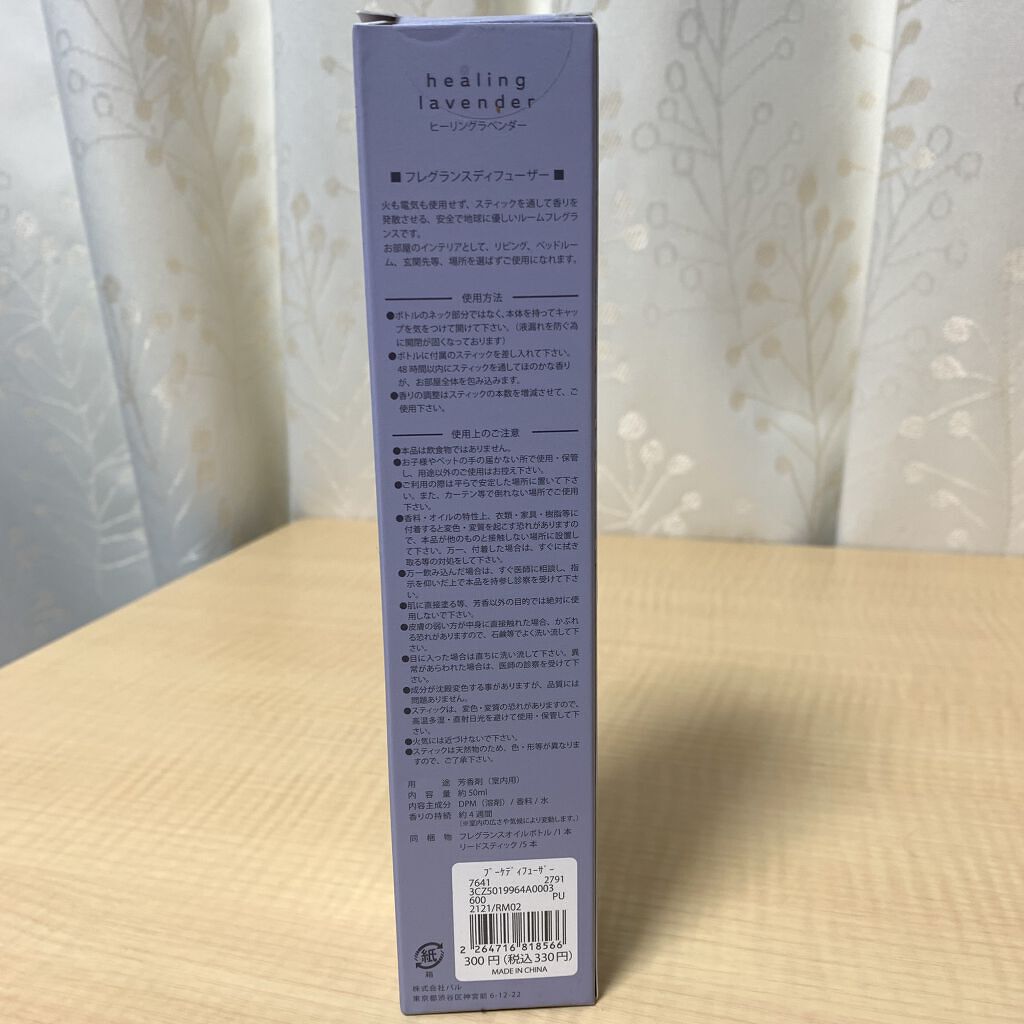 healing
lavender
ヒーリングラベンダー
■ フレグランスディフューザー ■
火も電気も使用せず、スティックを通して香りを
発散させる、安全で地球に優しいルームフレグラ
ンスです。
お部屋のインテリアとして、リビング、ベッドルー
ム、玄関先等、場所を選ばずご使用になれます。
使用方法
●ボトルのネック部分ではなく、本体を持ってキャッ
プを気をつけて開けて下さい。（液漏れを防ぐ為
に開閉が固くなっております）
●ボトルに付属のスティックを差し入れて下さい。
48時間以内にスティックを通してほのかな香り
が、お部屋全体を包み込みます。
●香りの調整はスティックの本数を増減させて、ご
使用下さい。
使用上のご注意
●本品は飲食物ではありません。
●お子様やペットの手の届かない所で使用・保管
し、用途以外のご使用はお控え下さい。
●ご利用の際は平らで安定した場所に置いて下さ
い。また、カーテン等で倒れない場所でご使用
下さい。
●香料・オイルの特性上、衣類・家具・樹脂等に
付着すると変色・変質を起こす恐れがありますの
で、本品が他のものと接触しない場所に設置し
て下さい。万一、付着した場合は、すぐに拭き
取る等の対処をして下さい。
●万一飲み込んだ場合は、すぐ医師に相談し、指
示を仰いだ上で本品を持参し診察を受けて下さ
い。
●肌に直接塗る等、芳香以外の目的では絶対に使
用しないで下さい。
●皮膚の弱い方が中身に直接触れた場合、かぶれ
る恐れがありますので、石鹸等でよく洗い流して下
さい。
●目に入った場合は直ちに洗い流して下さい。異
常があらわれた場合は、医師の診察を受けて下
さい。
●成分が沈殿変色する事がありますが、品質には
問題ありません。
●スティックは、変色・変質の恐れがありますので、
高温多湿・直射日光を避けて使用・保管して下
さい。
●火気には近づけないで下さい。
●スティックは天然物のため、色・形等が異なりま
すので、ご了承下さい。
用途 芳香剤（室内用）
内容量 約50ml
内容主成分 DPM（溶剤）/ 香料 / 水
香りの持続 約4週間
（※室内の広さや気候により変動します。）
同梱物 フレグランスオイルボトル /1本
リードスティック /5本
ﾌﾞｰｹﾃﾞｨﾌｭｰｻﾞｰ
7641 2791
3CZ5019964A0003
600 PU
2121/RM02
2 264716 818566
300円(税込330円)
MADE IN CHINA
紙
箱
株式会社パル
東京都渋谷区神宮前 6-12-22